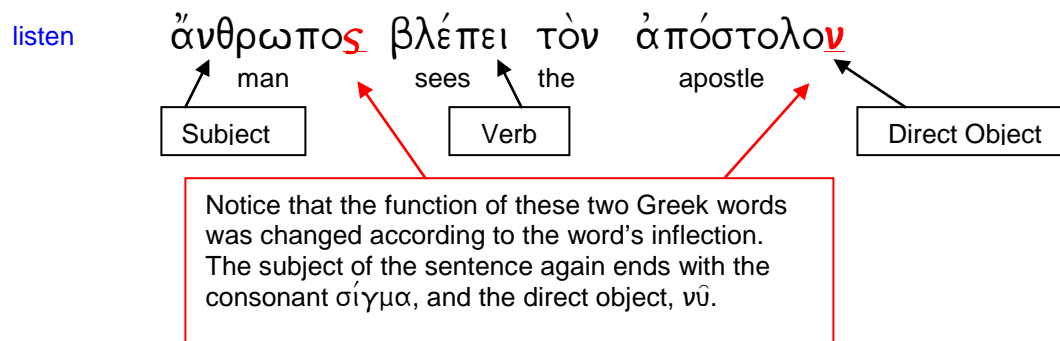 listen ἄνθρωπος βλέπει τὸν ἀπόστολον
man sees the apostle
Subject Verb Direct Object
Notice that the function of these two Greek words
was changed according to the word's inflection.
The subject of the sentence again ends with the
consonant σίγμα, and the direct object, νῦ.